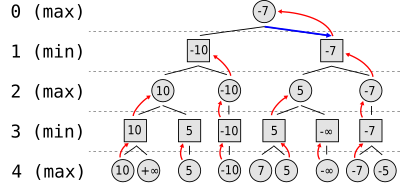 0 (max) -7
1 (min) -10 -7
2 (max) 10 -10 5 -7
3 (min) 10 5 -10 5 -∞ -7
4 (max) 10 +∞ 5 -10 7 5 -∞ -7 -5